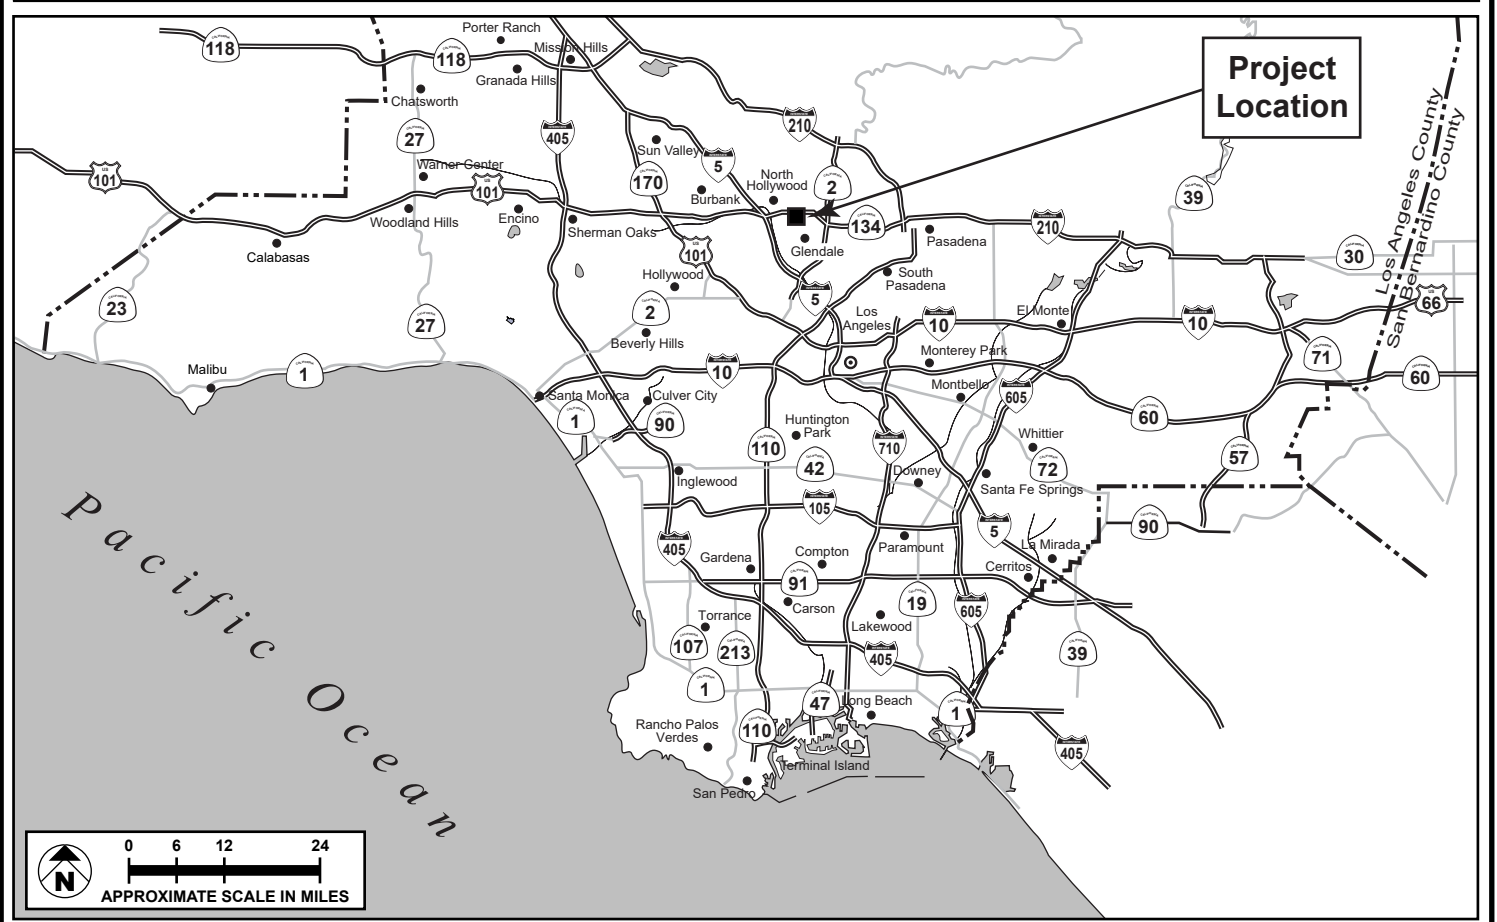 Porter Ranch
118
118
Mission Hills
Granada Hills
Chatsworth
Project
Location
210
27
405
Sun Valley
5
Warner Center
US
101
US
101
170
North
Hollywood
2
39
Los Angeles County
San Bernardino County
Burbank
Woodland Hills
Encino
Sherman Oaks
134
210
Pasadena
Calabasas
US
101
Glendale
30
Hollywood
South
Pasadena
23
27
2
5
Los
Angeles
10
El Monte
10
US
66
Beverly Hills
Malibu
1
10
Monterey Park
71
60
Santa Monica
Culver City
Montbello
605
1
90
Huntington
Park
60
110
710
Whittier
57
42
72
Inglewood
Downey
Santa Fe Springs
105
5
90
405
Paramount
La Mirada
Gardena
Compton
Cerritos
91
Carson
19
605
Torrance
Lakewood
107
213
405
39
1
47
Long Beach
1
Rancho Palos
Verdes
110
405
Terminal Island
San Pedro
Pacific Ocean
N
0 6 12 24
APPROXIMATE SCALE IN MILES